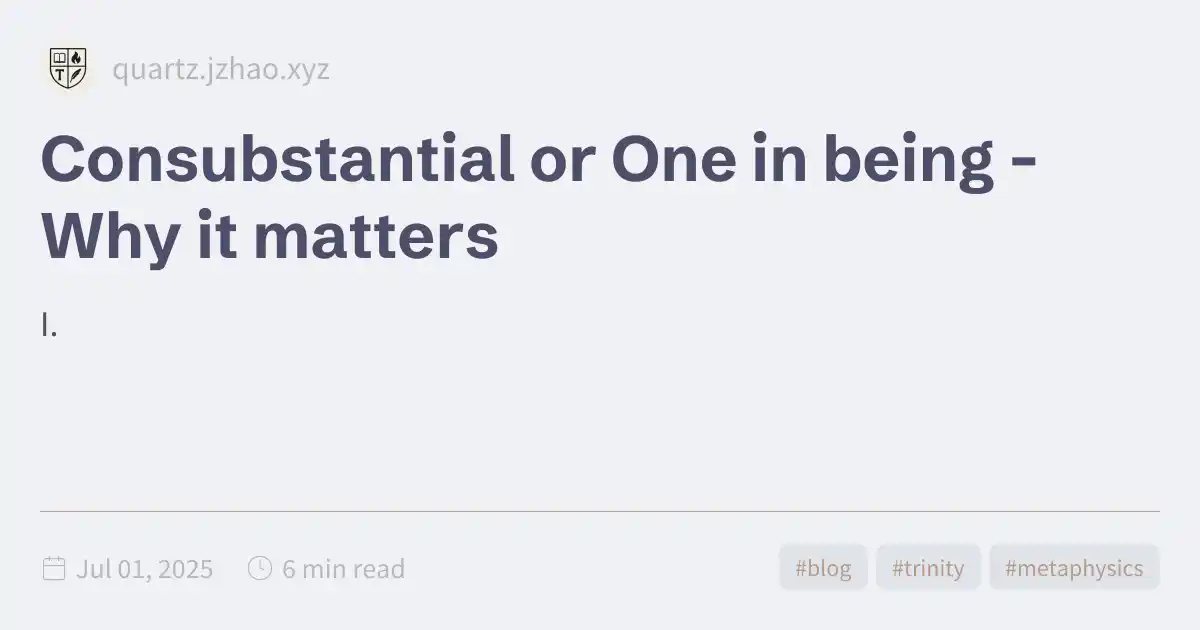 T
quartz.jzhao.xyz
Consubstantial or One in being -
Why it matters
I.
Jul 01, 2025 6 min read #blog #trinity #metaphysics